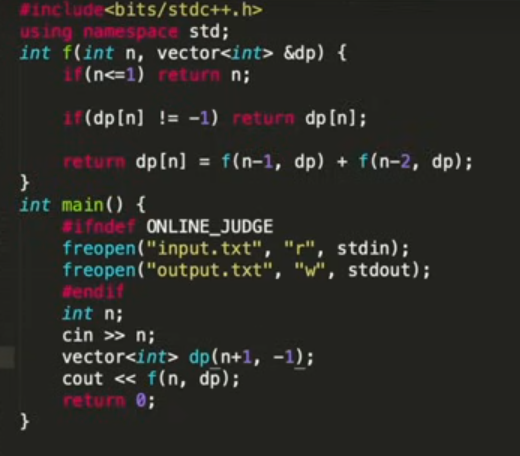 #include<bits/stdc++.h>
using namespace std;
int f(int n, vector<int> &dp) {
    if(n<=1) return n;

    if(dp[n] != -1) return dp[n];

    return dp[n] = f(n-1, dp) + f(n-2, dp);
}
int main() {
    #ifndef ONLINE_JUDGE
    freopen("input.txt", "r", stdin);
    freopen("output.txt", "w", stdout);
    #endif
    int n;
    cin >> n;
    vector<int> dp(n+1, -1);
    cout << f(n, dp);
    return 0;
}